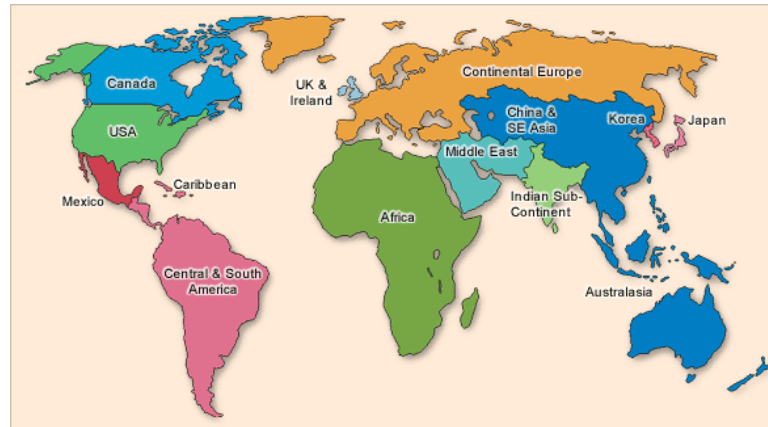 Canada
UK &
Ireland
Continental Europe
USA
China &
SE Asia
Korea
Japan
Middle East
Mexico
Caribbean
Africa
Indian Sub-
Continent
Central & South
America
Australasia